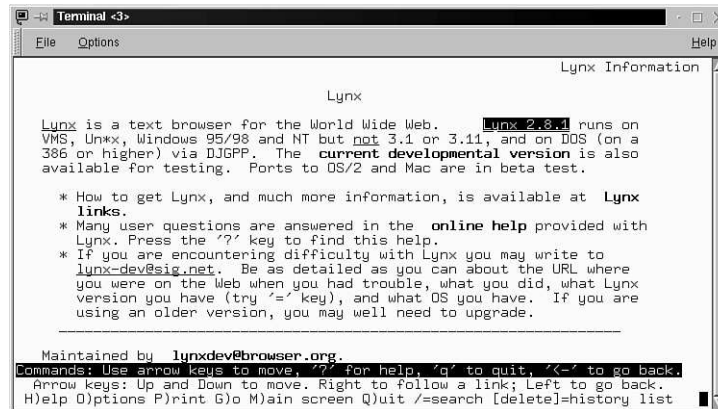 Terminal <3>
File Options Help
Lynx Information
Lynx
Lynx is a text browser for the World Wide Web. Lynx 2.8.1 runs on
VMS, Un*x, Windows 95/98 and NT but not 3.1 or 3.11, and on DOS (on a
386 or higher) via DJGPP. The current developmental version is also
available for testing. Ports to OS/2 and Mac are in beta test.
* How to get Lynx, and much more information, is available at Lynx
links.
* Many user questions are answered in the online help provided with
Lynx. Press the '?' key to find this help.
* If you are encountering difficulty with Lynx you may write to
lynx-dev@sig.net. Be as detailed as you can about the URL where
you were on the Web when you had trouble, what you did, what Lynx
version you have (try '=' key), and what OS you have. If you are
using an older version, you may well need to upgrade.
Maintained by lynxdev@browser.org.
Commands: Use arrow keys to move, '?' for help, 'q' to quit, '<-' to go back.
Arrow keys: Up and Down to move. Right to follow a link; Left to go back.
H)elp O)ptions P)rint G)o M)ain screen Q)uit /=search [delete]=history list